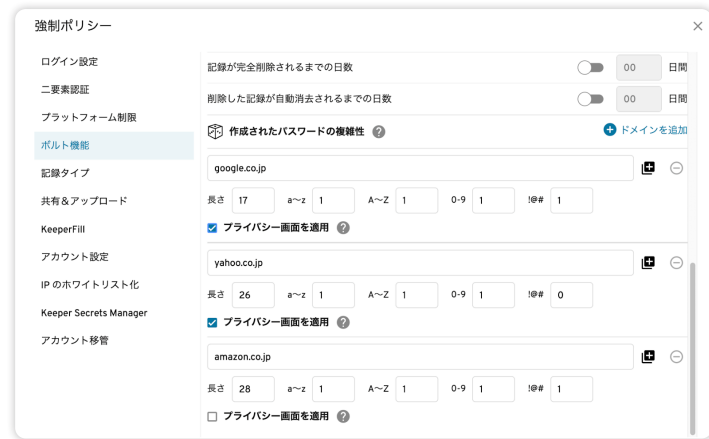 強制ポリシー
ログイン設定
二要素認証
プラットフォーム制限
ボルト機能
記録タイプ
共有&アップロード
KeeperFill
アカウント設定
IP のホワイトリスト化
Keeper Secrets Manager
アカウント移管
記録が完全削除されるまでの日数 00 日間
削除した記録が自動消去されるまでの日数 00 日間
作成されたパスワードの複雑性 ? ドメインを追加
google.co.jp
長さ 17 a〜z 1 A〜Z 1 0-9 1 !@# 1
プライバシー画面を適用 ?
yahoo.co.jp
長さ 26 a〜z 1 A〜Z 1 0-9 1 !@# 0
プライバシー画面を適用 ?
amazon.co.jp
長さ 28 a〜z 1 A〜Z 1 0-9 1 !@# 1
プライバシー画面を適用 ?